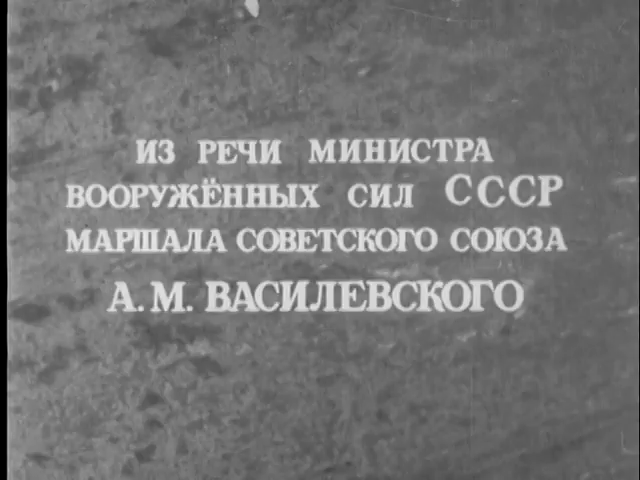 ИЗ РЕЧИ МИНИСТРА
ВООРУЖЁННЫХ СИЛ СССР
МАРШАЛА СОВЕТСКОГО СОЮЗА
А. М. ВАСИЛЕВСКОГО